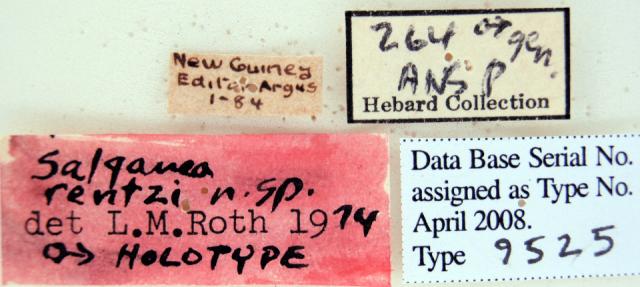 New Guiney
Edita. Argus
1-84
264 ♂ gen.
ANSP
Hebard Collection
Salganea
rentzi n. sp.
det L.M.Roth 1974
♂ HOLOTYPE
Data Base Serial No.
assigned as Type No.
April 2008.
Type 9525